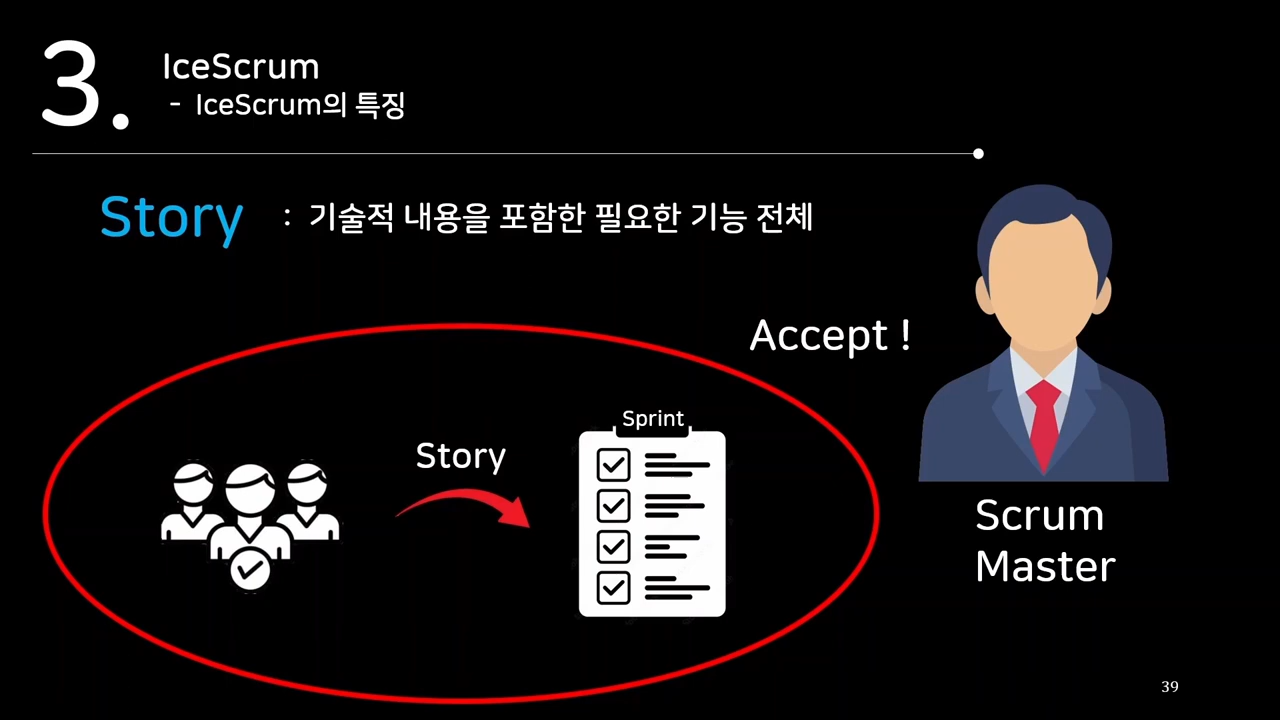 3.
IceScrum
- IceScrum의 특징
Story : 기술적 내용을 포함한 필요한 기능 전체
Accept !
Sprint
Story
Scrum
Master
39